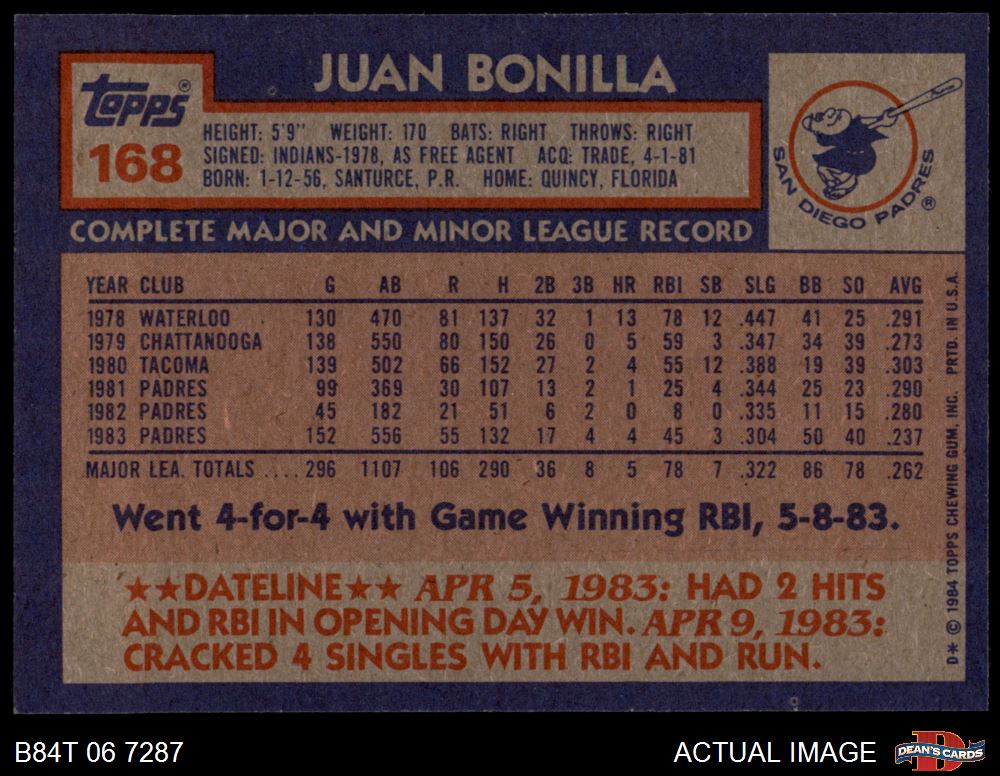 JUAN BONILLA
Topps®
168
HEIGHT: 5'9" WEIGHT: 170 BATS: RIGHT THROWS: RIGHT
SIGNED: INDIANS-1978, AS FREE AGENT ACQ: TRADE, 4-1-81
BORN: 1-12-56, SANTURCE, P.R. HOME: QUINCY, FLORIDA
SAN DIEGO PADRES ®
COMPLETE MAJOR AND MINOR LEAGUE RECORD
YEAR CLUB G AB R H 2B 3B HR RBI SB SLG BB SO AVG
1978 WATERLOO 130 470 81 137 32 1 13 78 12 .447 41 25 .291
1979 CHATTANOOGA 138 550 80 150 26 0 5 59 3 .347 34 39 .273
1980 TACOMA 139 502 66 152 27 2 4 55 12 .388 19 39 .303
1981 PADRES 99 369 30 107 13 2 1 25 4 .344 25 23 .290
1982 PADRES 45 182 21 51 6 2 0 8 0 .335 11 15 .280
1983 PADRES 152 556 55 132 17 4 4 45 3 .304 50 40 .237
MAJOR LEA. TOTALS .... 296 1107 106 290 36 8 5 78 7 .322 86 78 .262
Went 4-for-4 with Game Winning RBI, 5-8-83.
★★DATELINE★★ APR 5, 1983: HAD 2 HITS
AND RBI IN OPENING DAY WIN. APR 9, 1983:
CRACKED 4 SINGLES WITH RBI AND RUN.
D* © 1984 TOPPS CHEWING GUM, INC. PRTD. IN U.S.A.
B84T 06 7287
ACTUAL IMAGE
D
DEAN'S CARDS